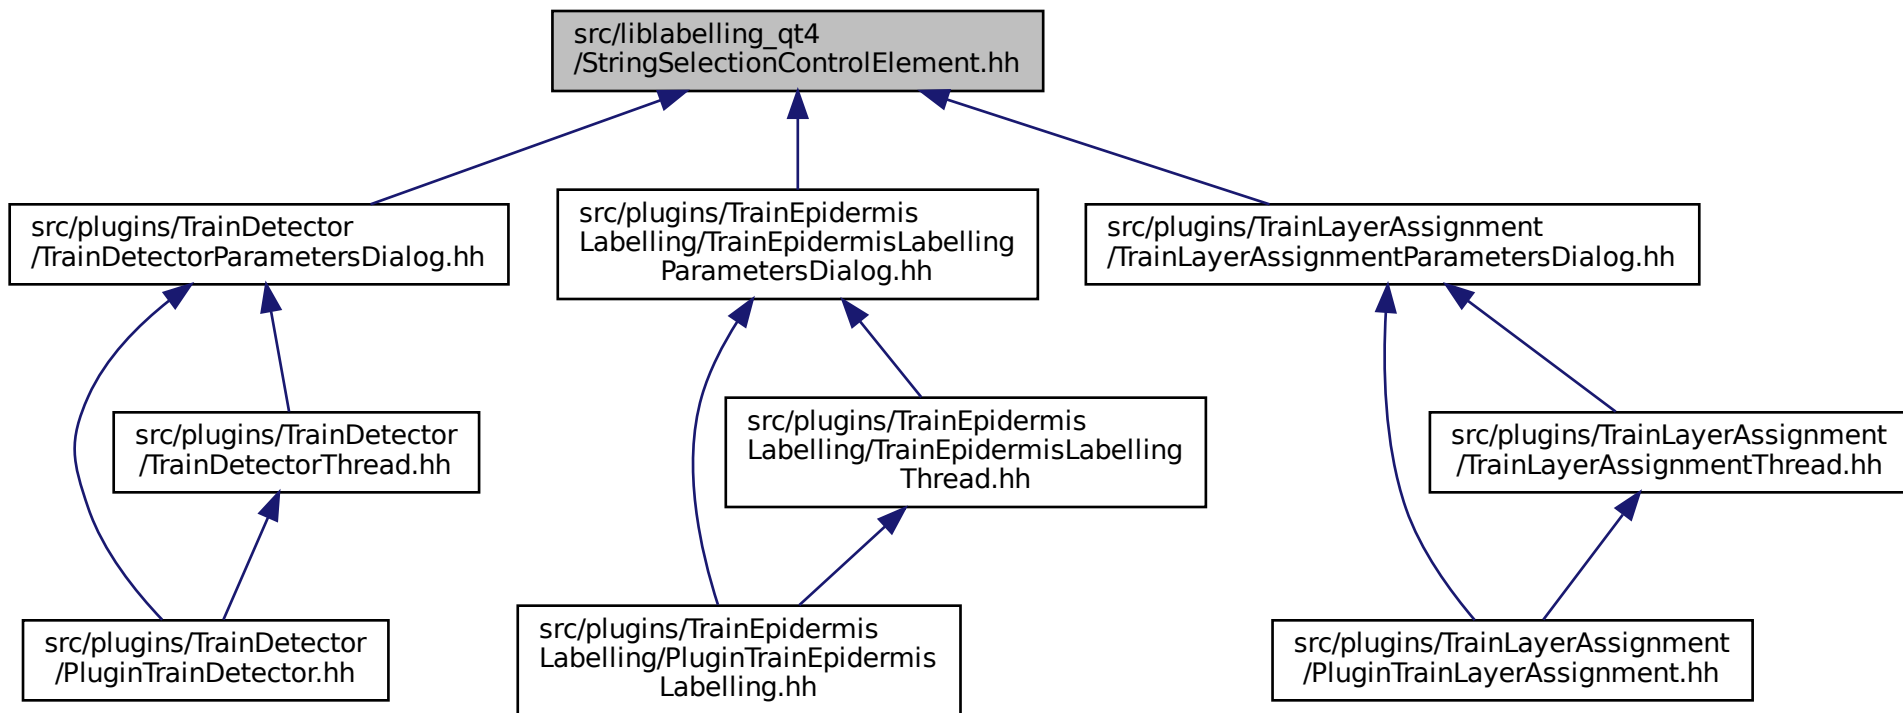 src/liblabelling_qt4
/StringSelectionControlElement.hh
src/plugins/TrainDetector
/TrainDetectorParametersDialog.hh
src/plugins/TrainEpidermis
Labelling/TrainEpidermisLabelling
ParametersDialog.hh
src/plugins/TrainLayerAssignment
/TrainLayerAssignmentParametersDialog.hh
src/plugins/TrainDetector
/TrainDetectorThread.hh
src/plugins/TrainEpidermis
Labelling/TrainEpidermisLabelling
Thread.hh
src/plugins/TrainLayerAssignment
/TrainLayerAssignmentThread.hh
src/plugins/TrainDetector
/PluginTrainDetector.hh
src/plugins/TrainEpidermis
Labelling/PluginTrainEpidermis
Labelling.hh
src/plugins/TrainLayerAssignment
/PluginTrainLayerAssignment.hh